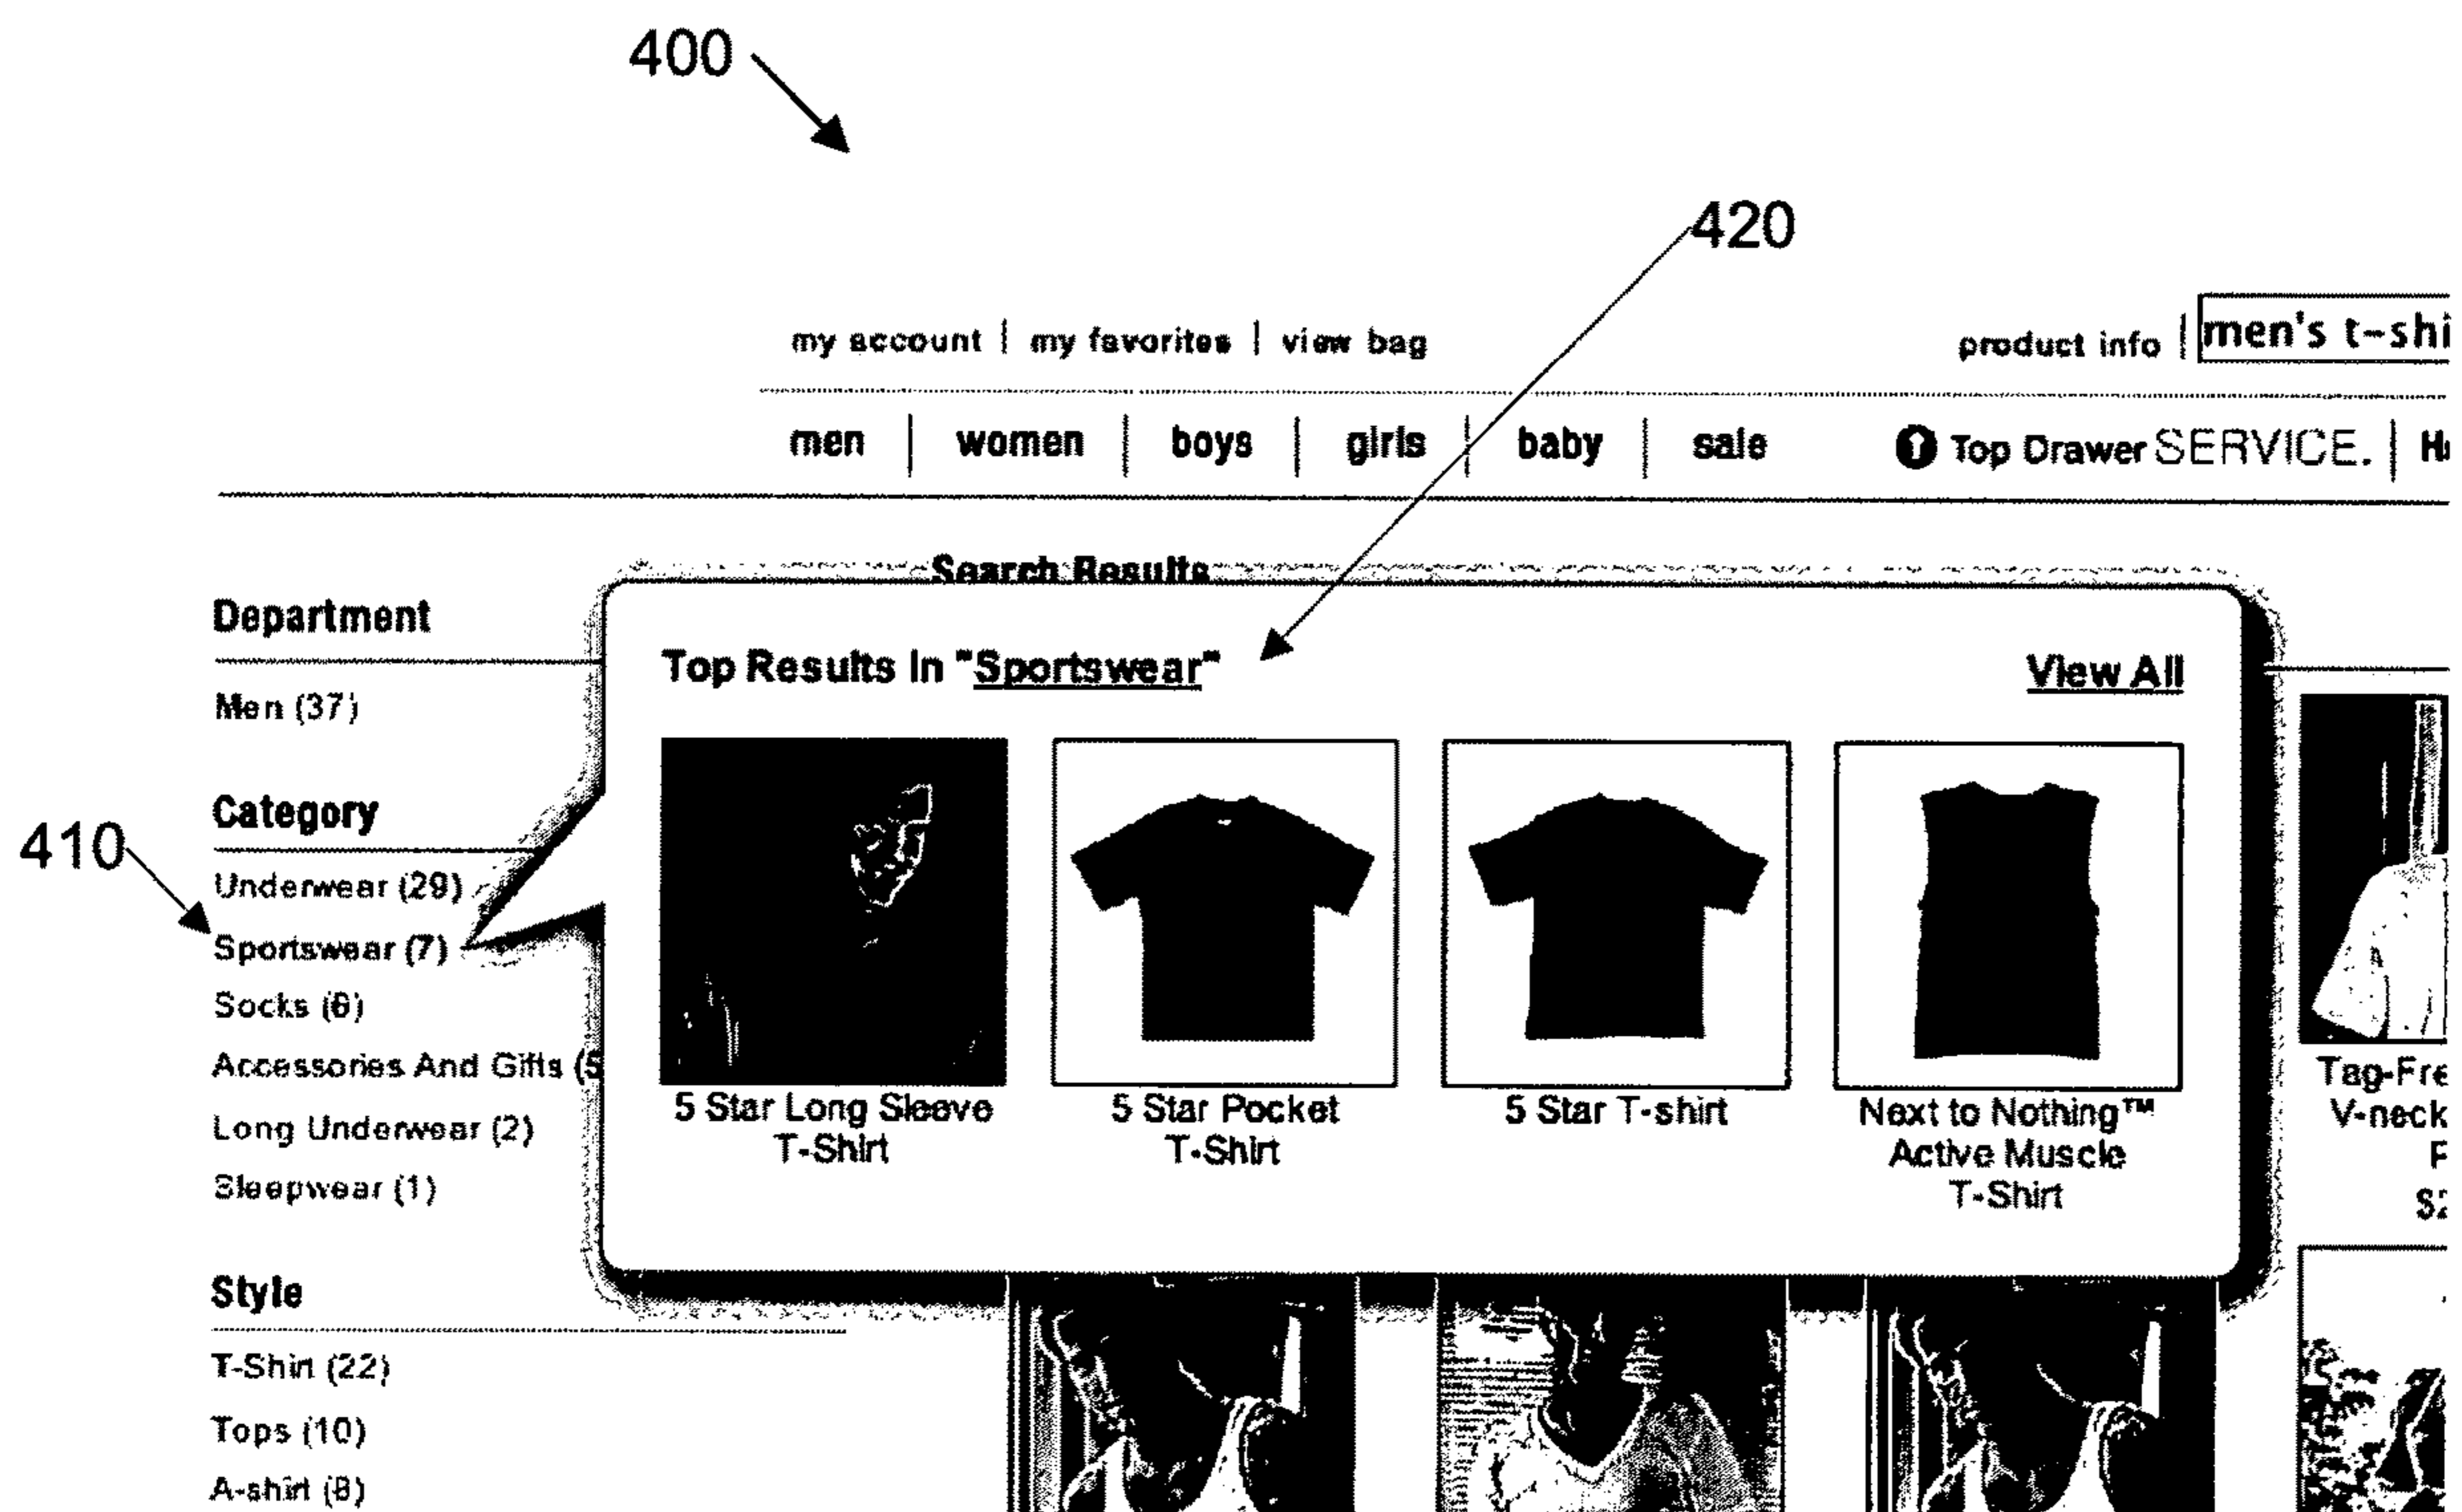 400
420
my account | my favorites | view bag
product info | men's t-shi
men | women | boys | girls | baby | sale
Top Drawer SERVICE. |
Search Results
Department
Men (37)
Category
410
Underwear (29)
Sportswear (7)
Socks (6)
Accessories And Gifts (5
Long Underwear (2)
Sleepwear (1)
Style
T-Shirt (22)
Tops (10)
A-shirt (8)
Top Results In "Sportswear"
View All
5 Star Long Sleeve
T-Shirt
5 Star Pocket
T-Shirt
5 Star T-shirt
Next to Nothing™
Active Muscle
T-Shirt
Tag-Fre
V-neck